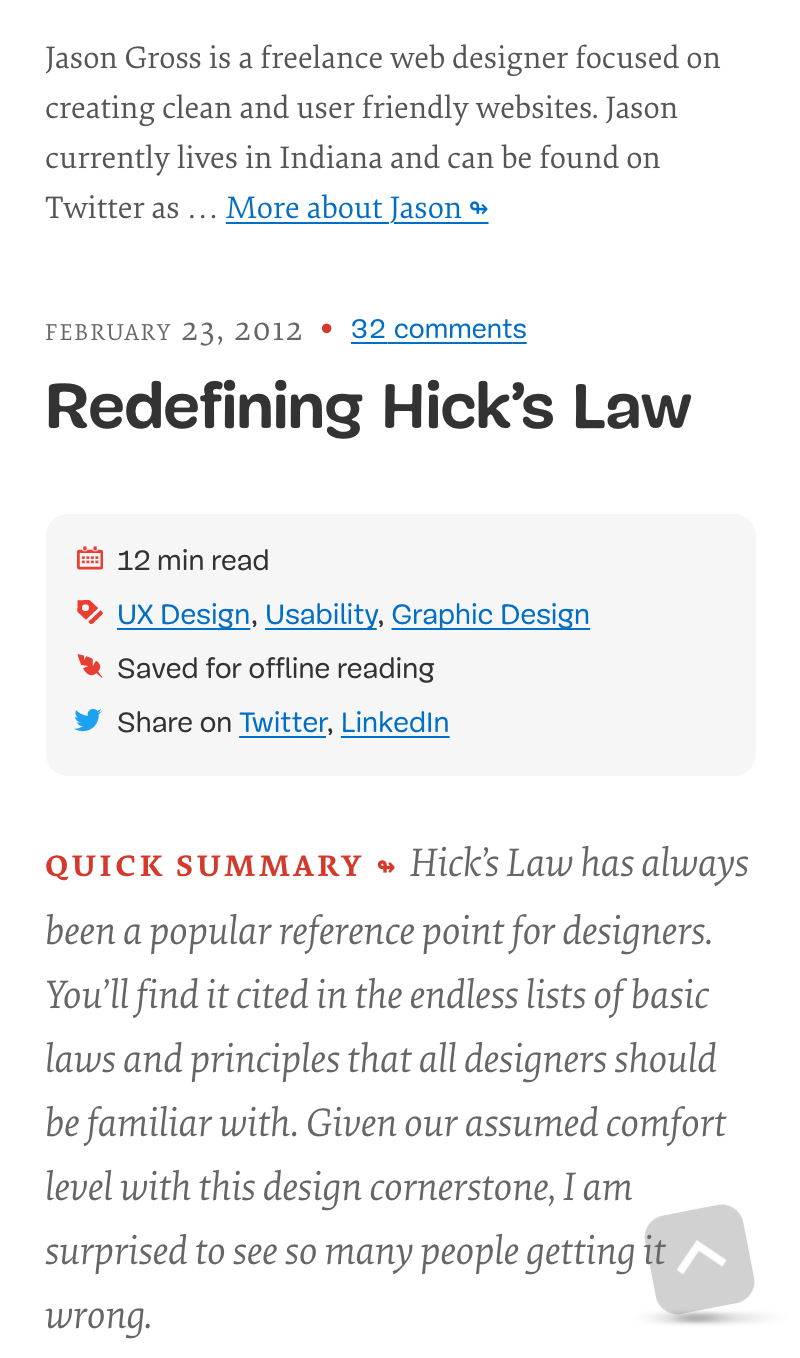 Jason Gross is a freelance web designer focused on
creating clean and user friendly websites. Jason
currently lives in Indiana and can be found on
Twitter as … More about Jason ↬
FEBRUARY 23, 2012 • 32 comments
Redefining Hick’s Law
12 min read
UX Design, Usability, Graphic Design
Saved for offline reading
Share on Twitter, LinkedIn
QUICK SUMMARY ↬ Hick’s Law has always
been a popular reference point for designers.
You’ll find it cited in the endless lists of basic
laws and principles that all designers should
be familiar with. Given our assumed comfort
level with this design cornerstone, I am
surprised to see so many people getting it
wrong.